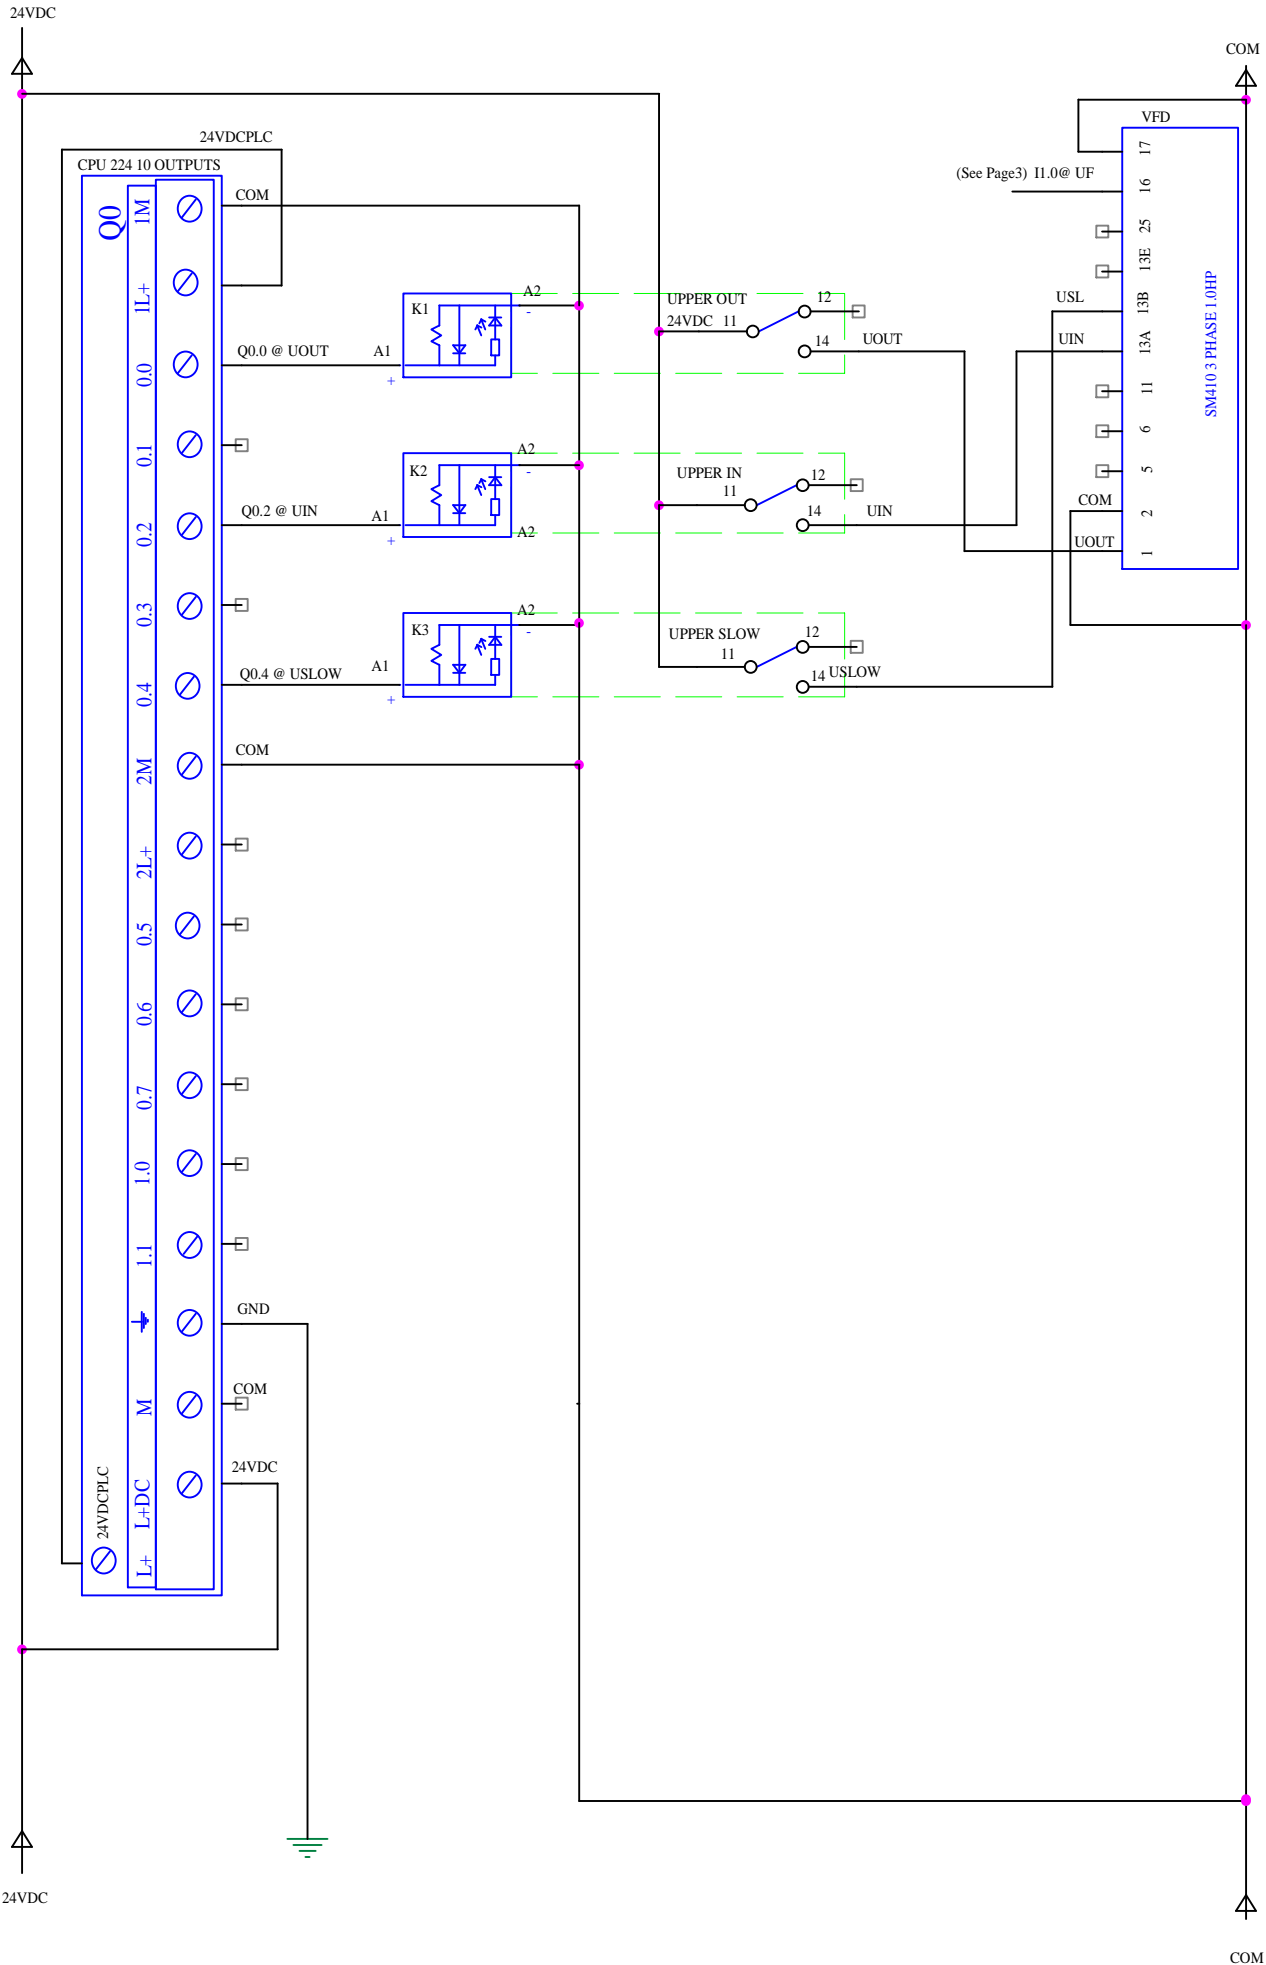 24VDC
COM
24VDCPLC
CPU 224 10 OUTPUTS
Q0
1M
COM
1L+
0.0
Q0.0 @ UOUT
0.1
0.2
Q0.2 @ UIN
0.3
0.4
Q0.4 @ USLOW
2M
COM
2L+
0.5
0.6
0.7
1.0
1.1
GND
M
COM
L+DC
24VDC
L+
24VDCPLC
K1
A1
+
A2
-
K2
A1
+
A2
-
A2
K3
A1
+
A2
-
UPPER OUT
24VDC 11
12
14
UOUT
UPPER IN
11
12
14
UIN
UPPER SLOW
11
12
14 USLOW
VFD
17
(See Page3) I1.0@ UF
16
25
13E
USL
13B
UIN
13A
11
6
5
COM
2
UOUT
1
SM410 3 PHASE 1.0HP
24VDC
COM